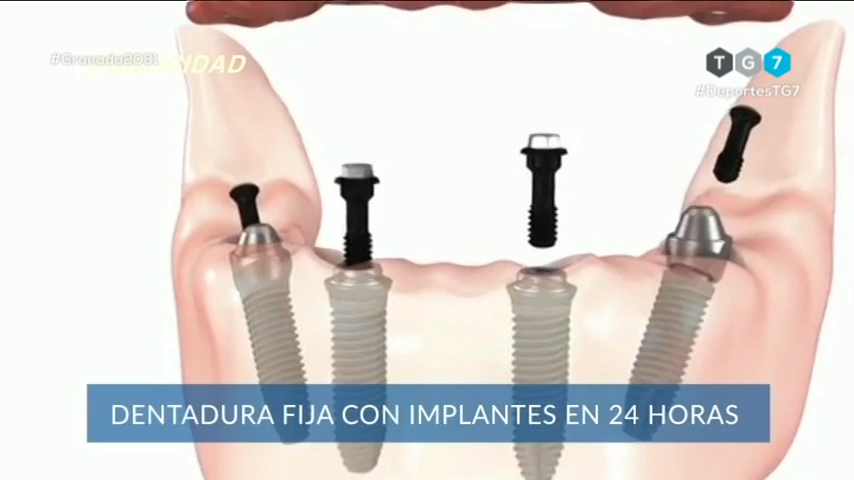 #Granada2031
TG7
#DeportesTG7
DENTADURA FIJA CON IMPLANTES EN 24 HORAS